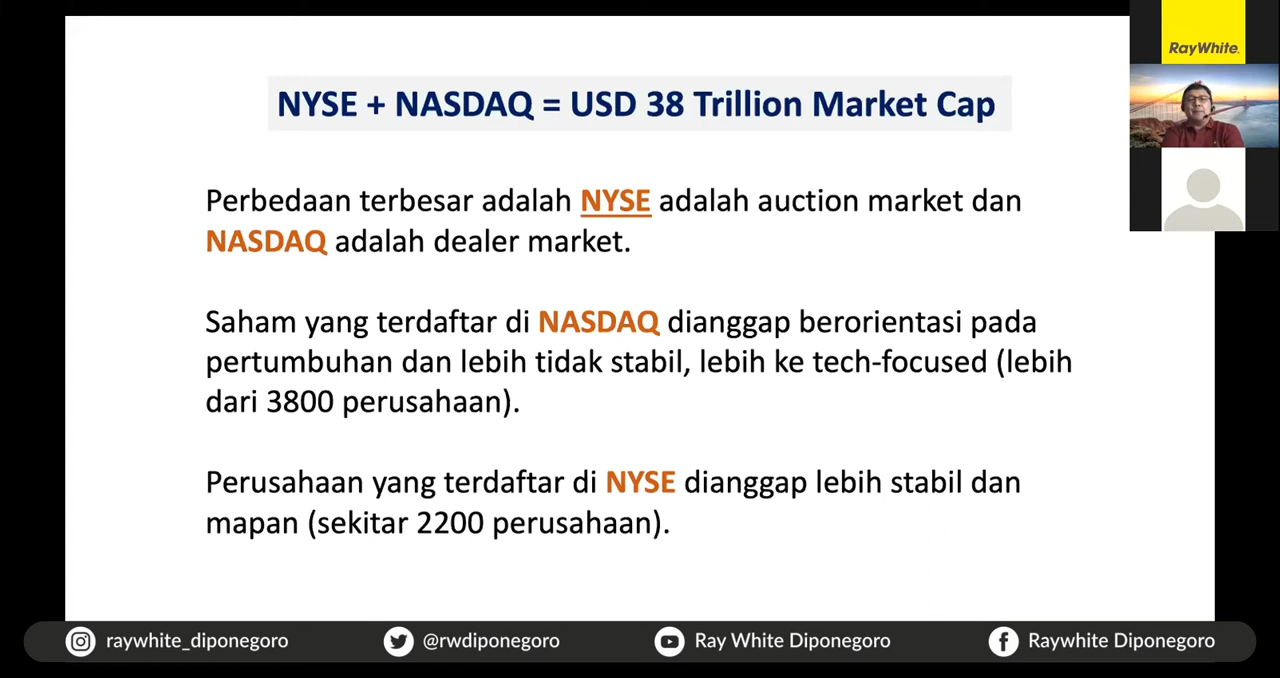 NYSE + NASDAQ = USD 38 Trillion Market Cap
RayWhite.
Perbedaan terbesar adalah NYSE adalah auction market dan
NASDAQ adalah dealer market.
Saham yang terdaftar di NASDAQ dianggap berorientasi pada
pertumbuhan dan lebih tidak stabil, lebih ke tech-focused (lebih
dari 3800 perusahaan).
Perusahaan yang terdaftar di NYSE dianggap lebih stabil dan
mapan (sekitar 2200 perusahaan).
raywhite_diponegoro
@rwdiponegoro
Ray White Diponegoro
Raywhite Diponegoro